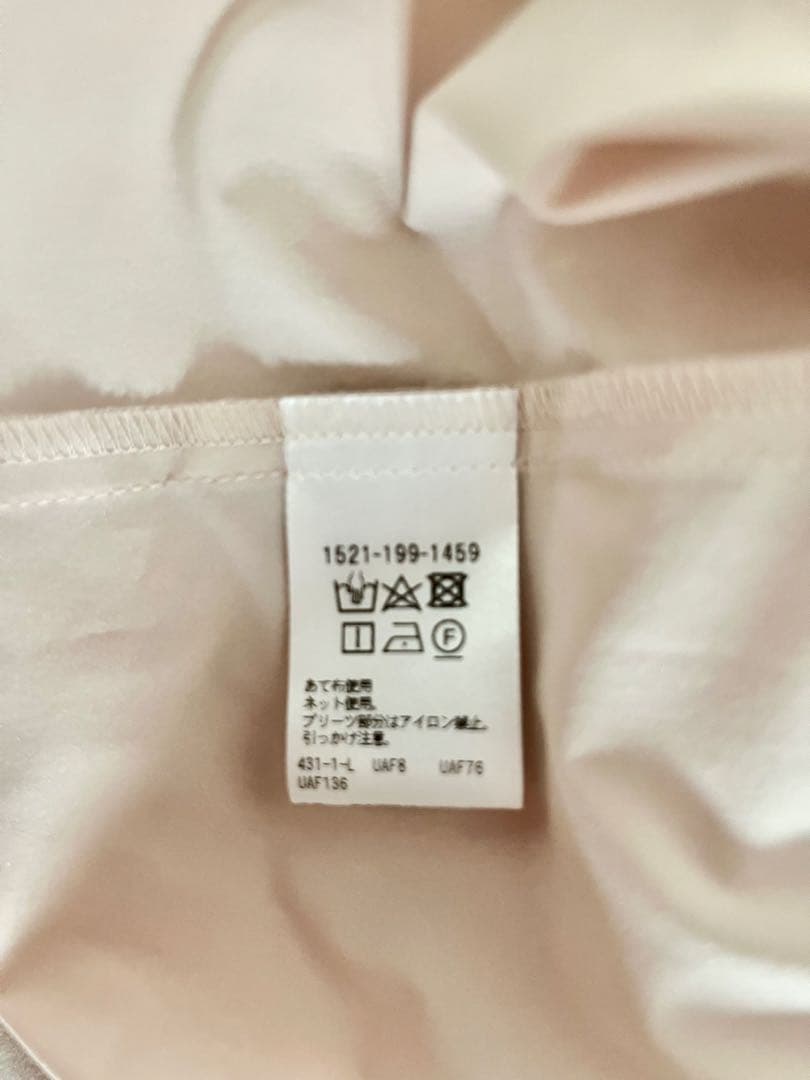 1521-199-1459
F
あて布使用
ネット使用。
プリーツ部分はアイロン禁止。
引っかけ注意。
431-1-L UAF8 UAF76
UAF136